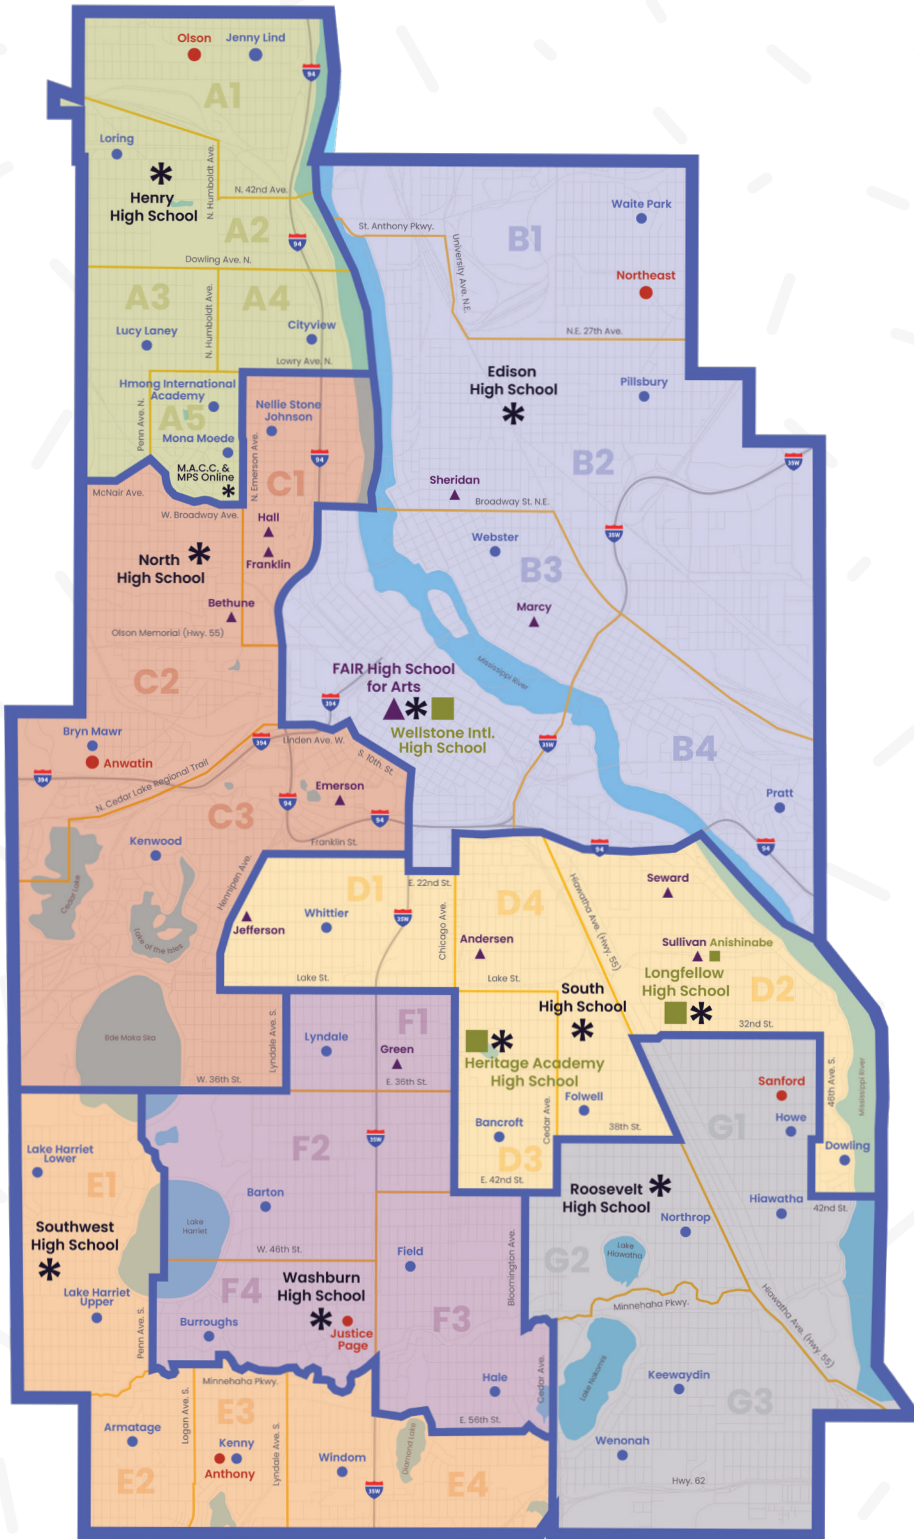 Olson
Jenny Lind
94
A1
Loring
N. Humboldt Ave.
Henry
High School
N. 42nd Ave.
A2
94
Dowling Ave. N.
A3
A4
N. Humboldt Ave.
Lucy Laney
Cityview
Lowry Ave. N.
Hmong International
Academy
Penn Ave. N.
A5
Mona Moede
M.A.C.C. &
MPS Online
McNair Ave.
W. Broadway Ave.
Waite Park
St. Anthony Pkwy.
B1
University Ave. N.E.
Northeast
N.E. 27th Ave.
Edison
High School
Pillsbury
B2
35W
Sheridan
Broadway St. N.E.
35W
Webster
B3
Marcy
Mississippi River
Nellie Stone
Johnson
N. Emerson Ave.
94
C1
Hall
Franklin
North
High School
Bethune
Olson Memorial (Hwy. 55)
C2
FAIR High School
for Arts
Wellstone Intl.
High School
394
35W
B4
Pratt
94
94
Bryn Mawr
Anwatin
394
Linden Ave. W.
S. 10th. St.
394
N. Cedar Lake Regional Trail
Emerson
94
94
C3
Franklin St.
Kenwood
Cedar Lake
Lake of the Isles
Hennipen Ave.
Bde Maka Ska
Lyndale Ave. S.
W. 36th St.
D1
E. 22nd St.
Whittier
35W
Jefferson
Chicago Ave.
Lake St.
D4
Hiawatha Ave. (Hwy. 55)
Andersen
Lake St.
Seward
Sullivan
Anishinabe
Longfellow
High School
D2
32nd St.
South
High School
Heritage Academy
High School
Folwell
Bancroft
Cedar Ave.
38th St.
D3
E. 42nd St.
46th Ave. S.
Mississippi River
Dowling
42nd St.
Lyndale
F1
Green
E. 36th St.
35W
F2
Barton
Lake
Harriet
W. 46th St.
Field
F4
Washburn
High School
Burroughs
Justice
Page
F3
Bloomington Ave.
Hale
Cedar Ave.
E. 56th St.
Lake Harriet
Lower
E1
Southwest
High School
Lake Harriet
Upper
Penn Ave. S.
Minnehaha Pkwy.
Logan Ave. S.
E3
Armatage
Kenny
Anthony
Lyndale Ave. S.
Windom
Diamond Lake
E2
35W
E4
Sanford
G1
Howe
Roosevelt
High School
Hiawatha
Northrop
G2
Lake
Hiawatha
Minnehaha Pkwy.
Hiawatha Ave. (Hwy. 55)
Lake Nokomis
Keewaydin
G3
Wenonah
Hwy. 62